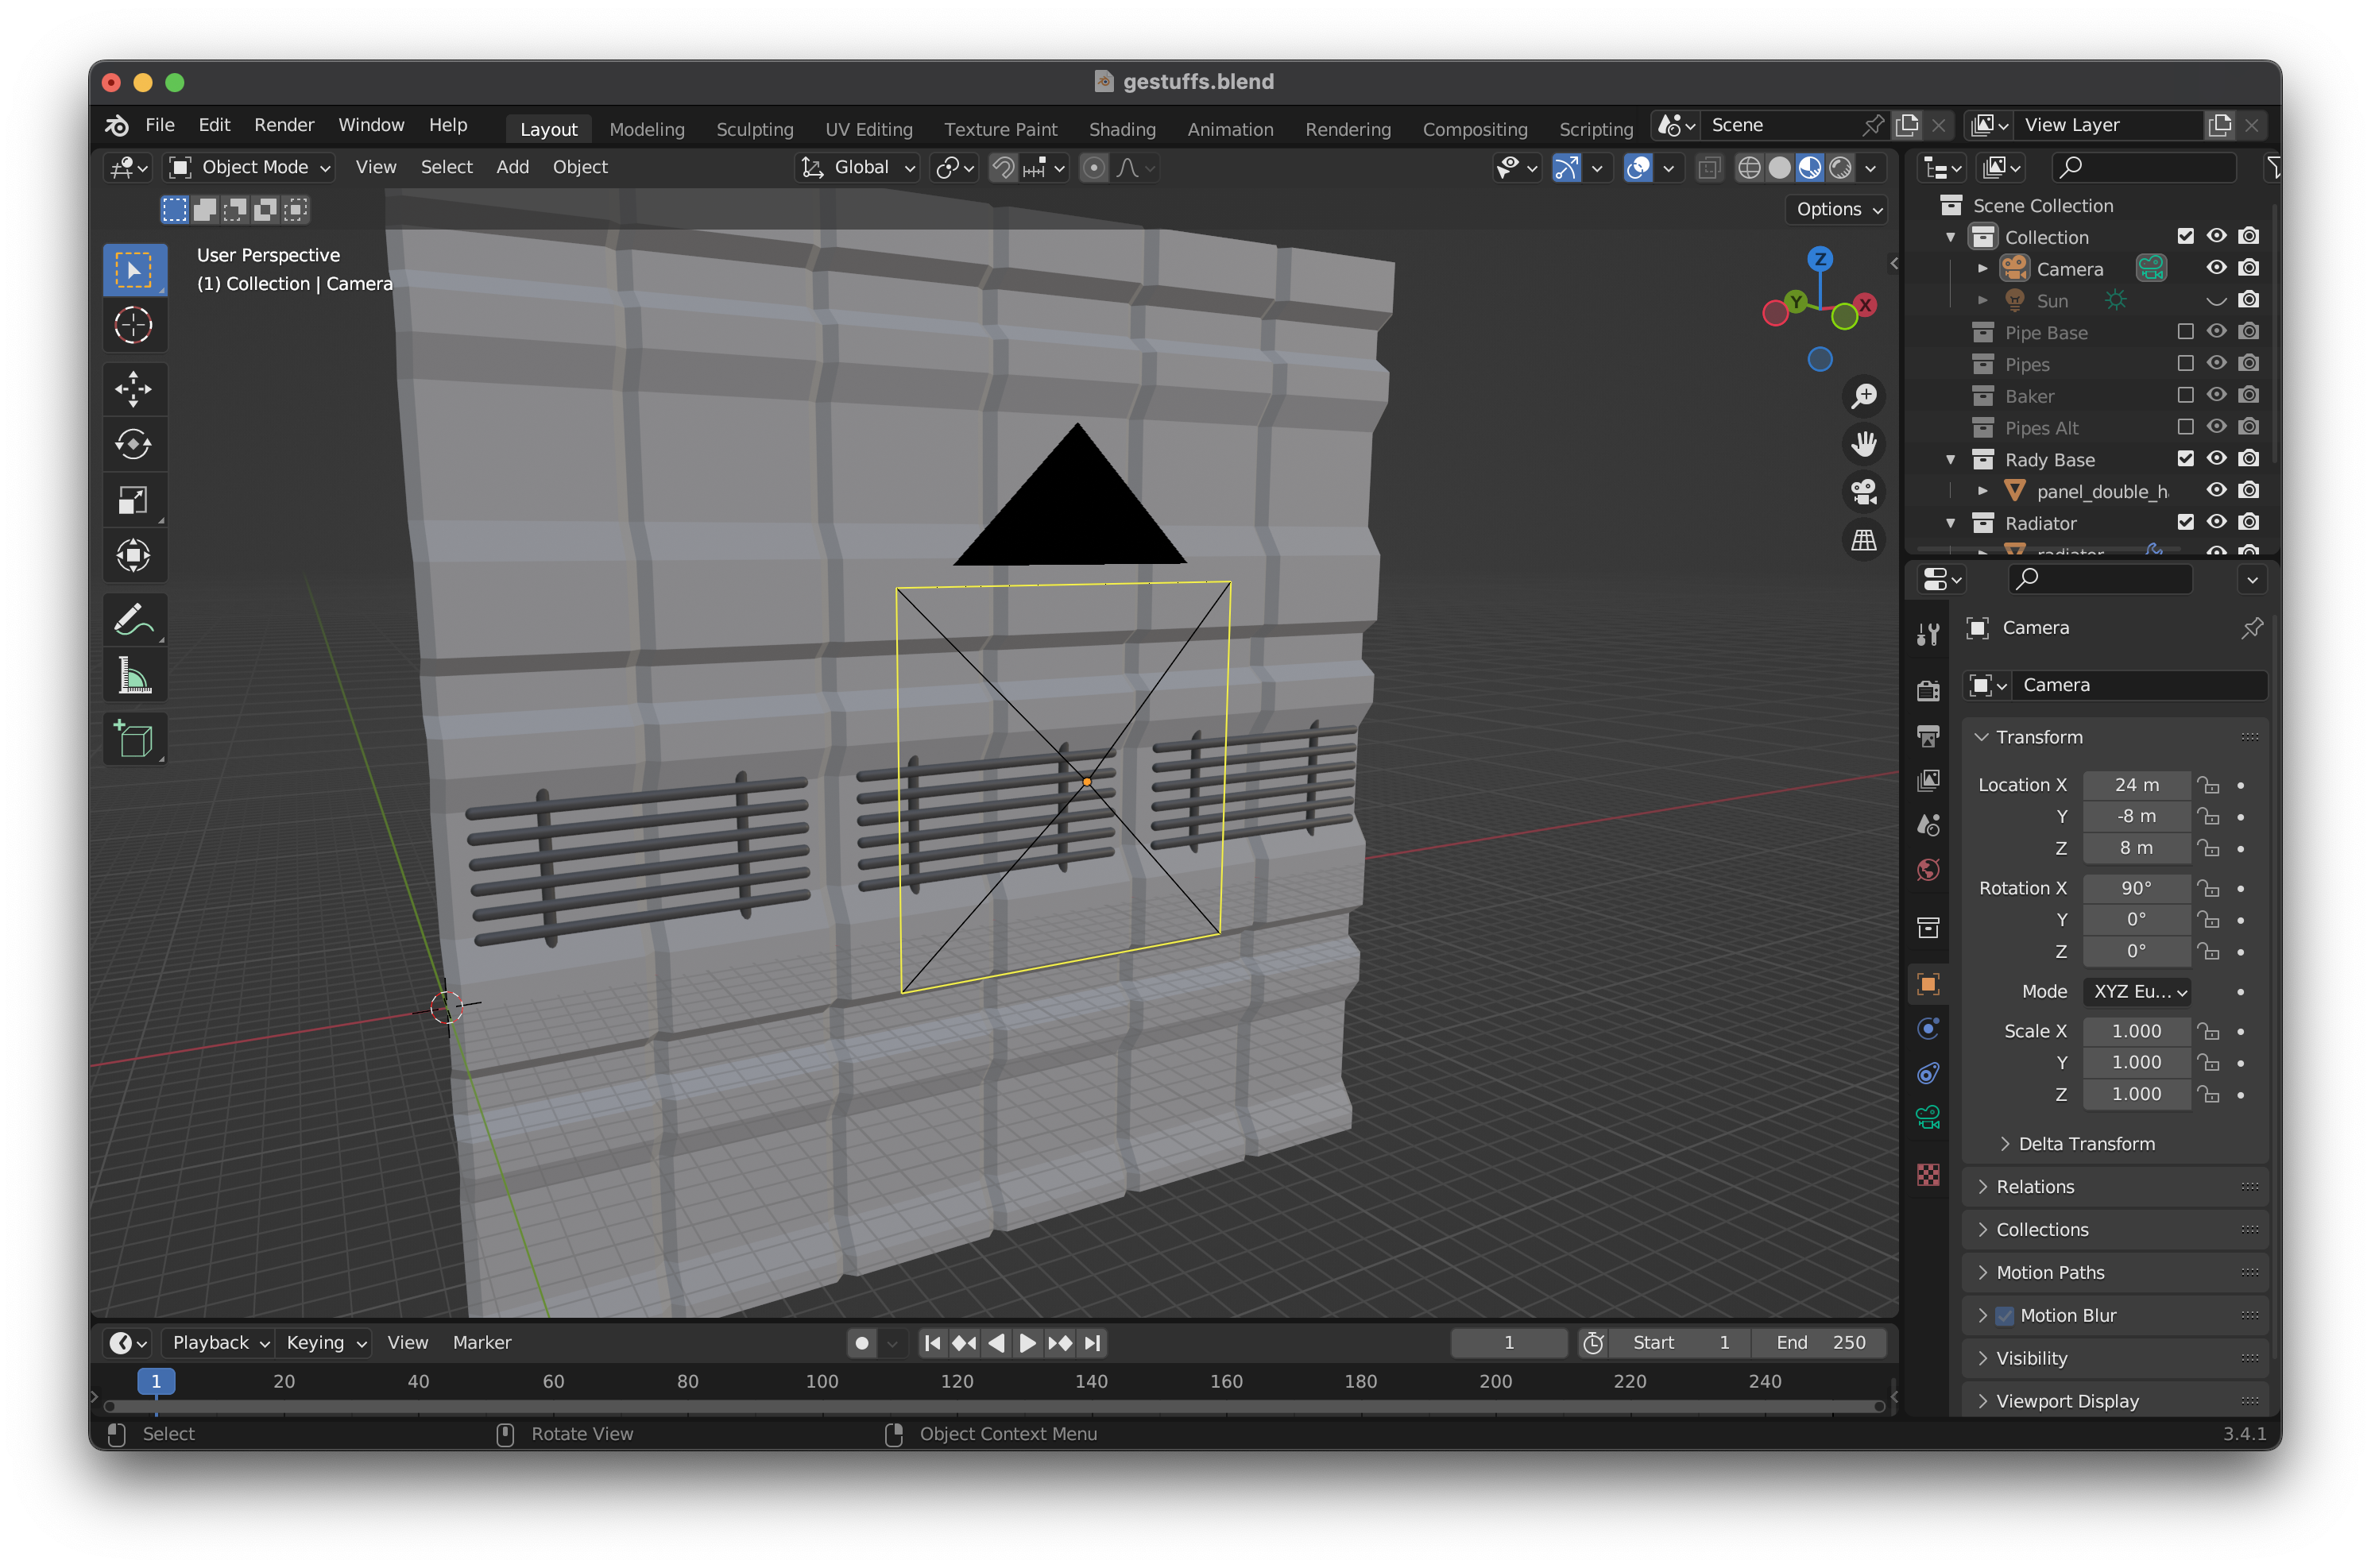 gestuffs.blend
File Edit Render Window Help Layout Modeling Sculpting UV Editing Texture Paint Shading Animation Rendering Compositing Scripting Scene View Layer
Object Mode View Select Add Object Global
Options
User Perspective
(1) Collection | Camera
Z
Y
X
Scene Collection
Collection
Camera
Sun
Pipe Base
Pipes
Baker
Pipes Alt
Rady Base
panel_double_h
Radiator
radiator
Camera
Camera
Transform
Location X 24 m
Y -8 m
Z 8 m
Rotation X 90°
Y 0°
Z 0°
Mode XYZ Eu...
Scale X 1.000
Y 1.000
Z 1.000
Delta Transform
Relations
Collections
Motion Paths
Motion Blur
Visibility
Viewport Display
Playback Keying View Marker 1 Start 1 End 250
1 20 40 60 80 100 120 140 160 180 200 220 240
Select Rotate View Object Context Menu 3.4.1